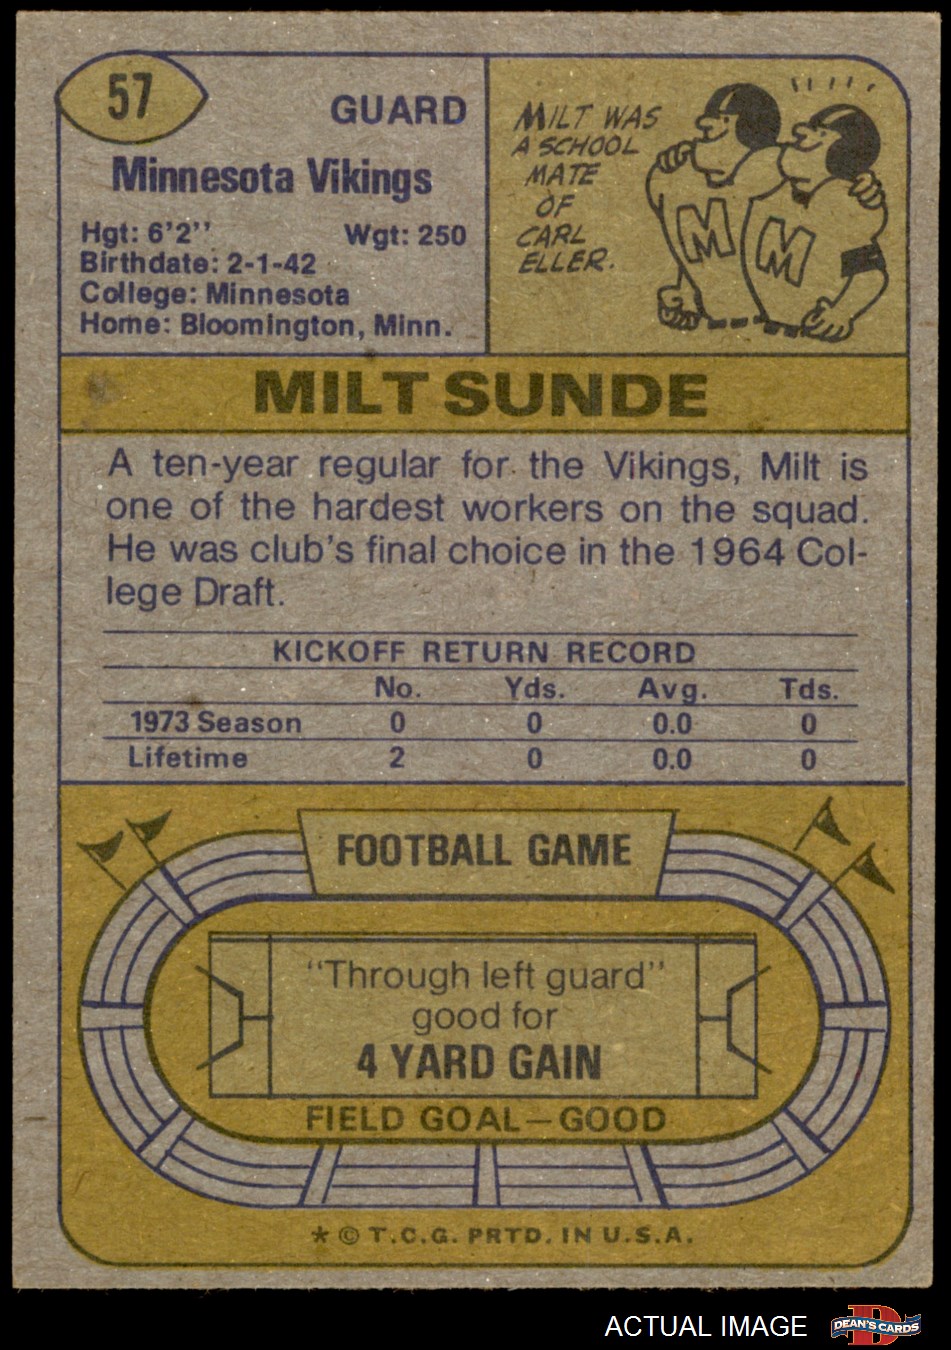 57
GUARD
Minnesota Vikings
Hgt: 6'2'' Wgt: 250
Birthdate: 2-1-42
College: Minnesota
Home: Bloomington, Minn.
MILT WAS
A SCHOOL
MATE
OF
CARL
ELLER.
M M
MILT SUNDE
A ten-year regular for the Vikings, Milt is
one of the hardest workers on the squad.
He was club's final choice in the 1964 Col-
lege Draft.
KICKOFF RETURN RECORD
No. Yds. Avg. Tds.
1973 Season 0 0 0.0 0
Lifetime 2 0 0.0 0
FOOTBALL GAME
"Through left guard"
good for
4 YARD GAIN
FIELD GOAL—GOOD
* © T.C.G. PRTD. IN U.S.A.
ACTUAL IMAGE
D
DEAN'S CARDS